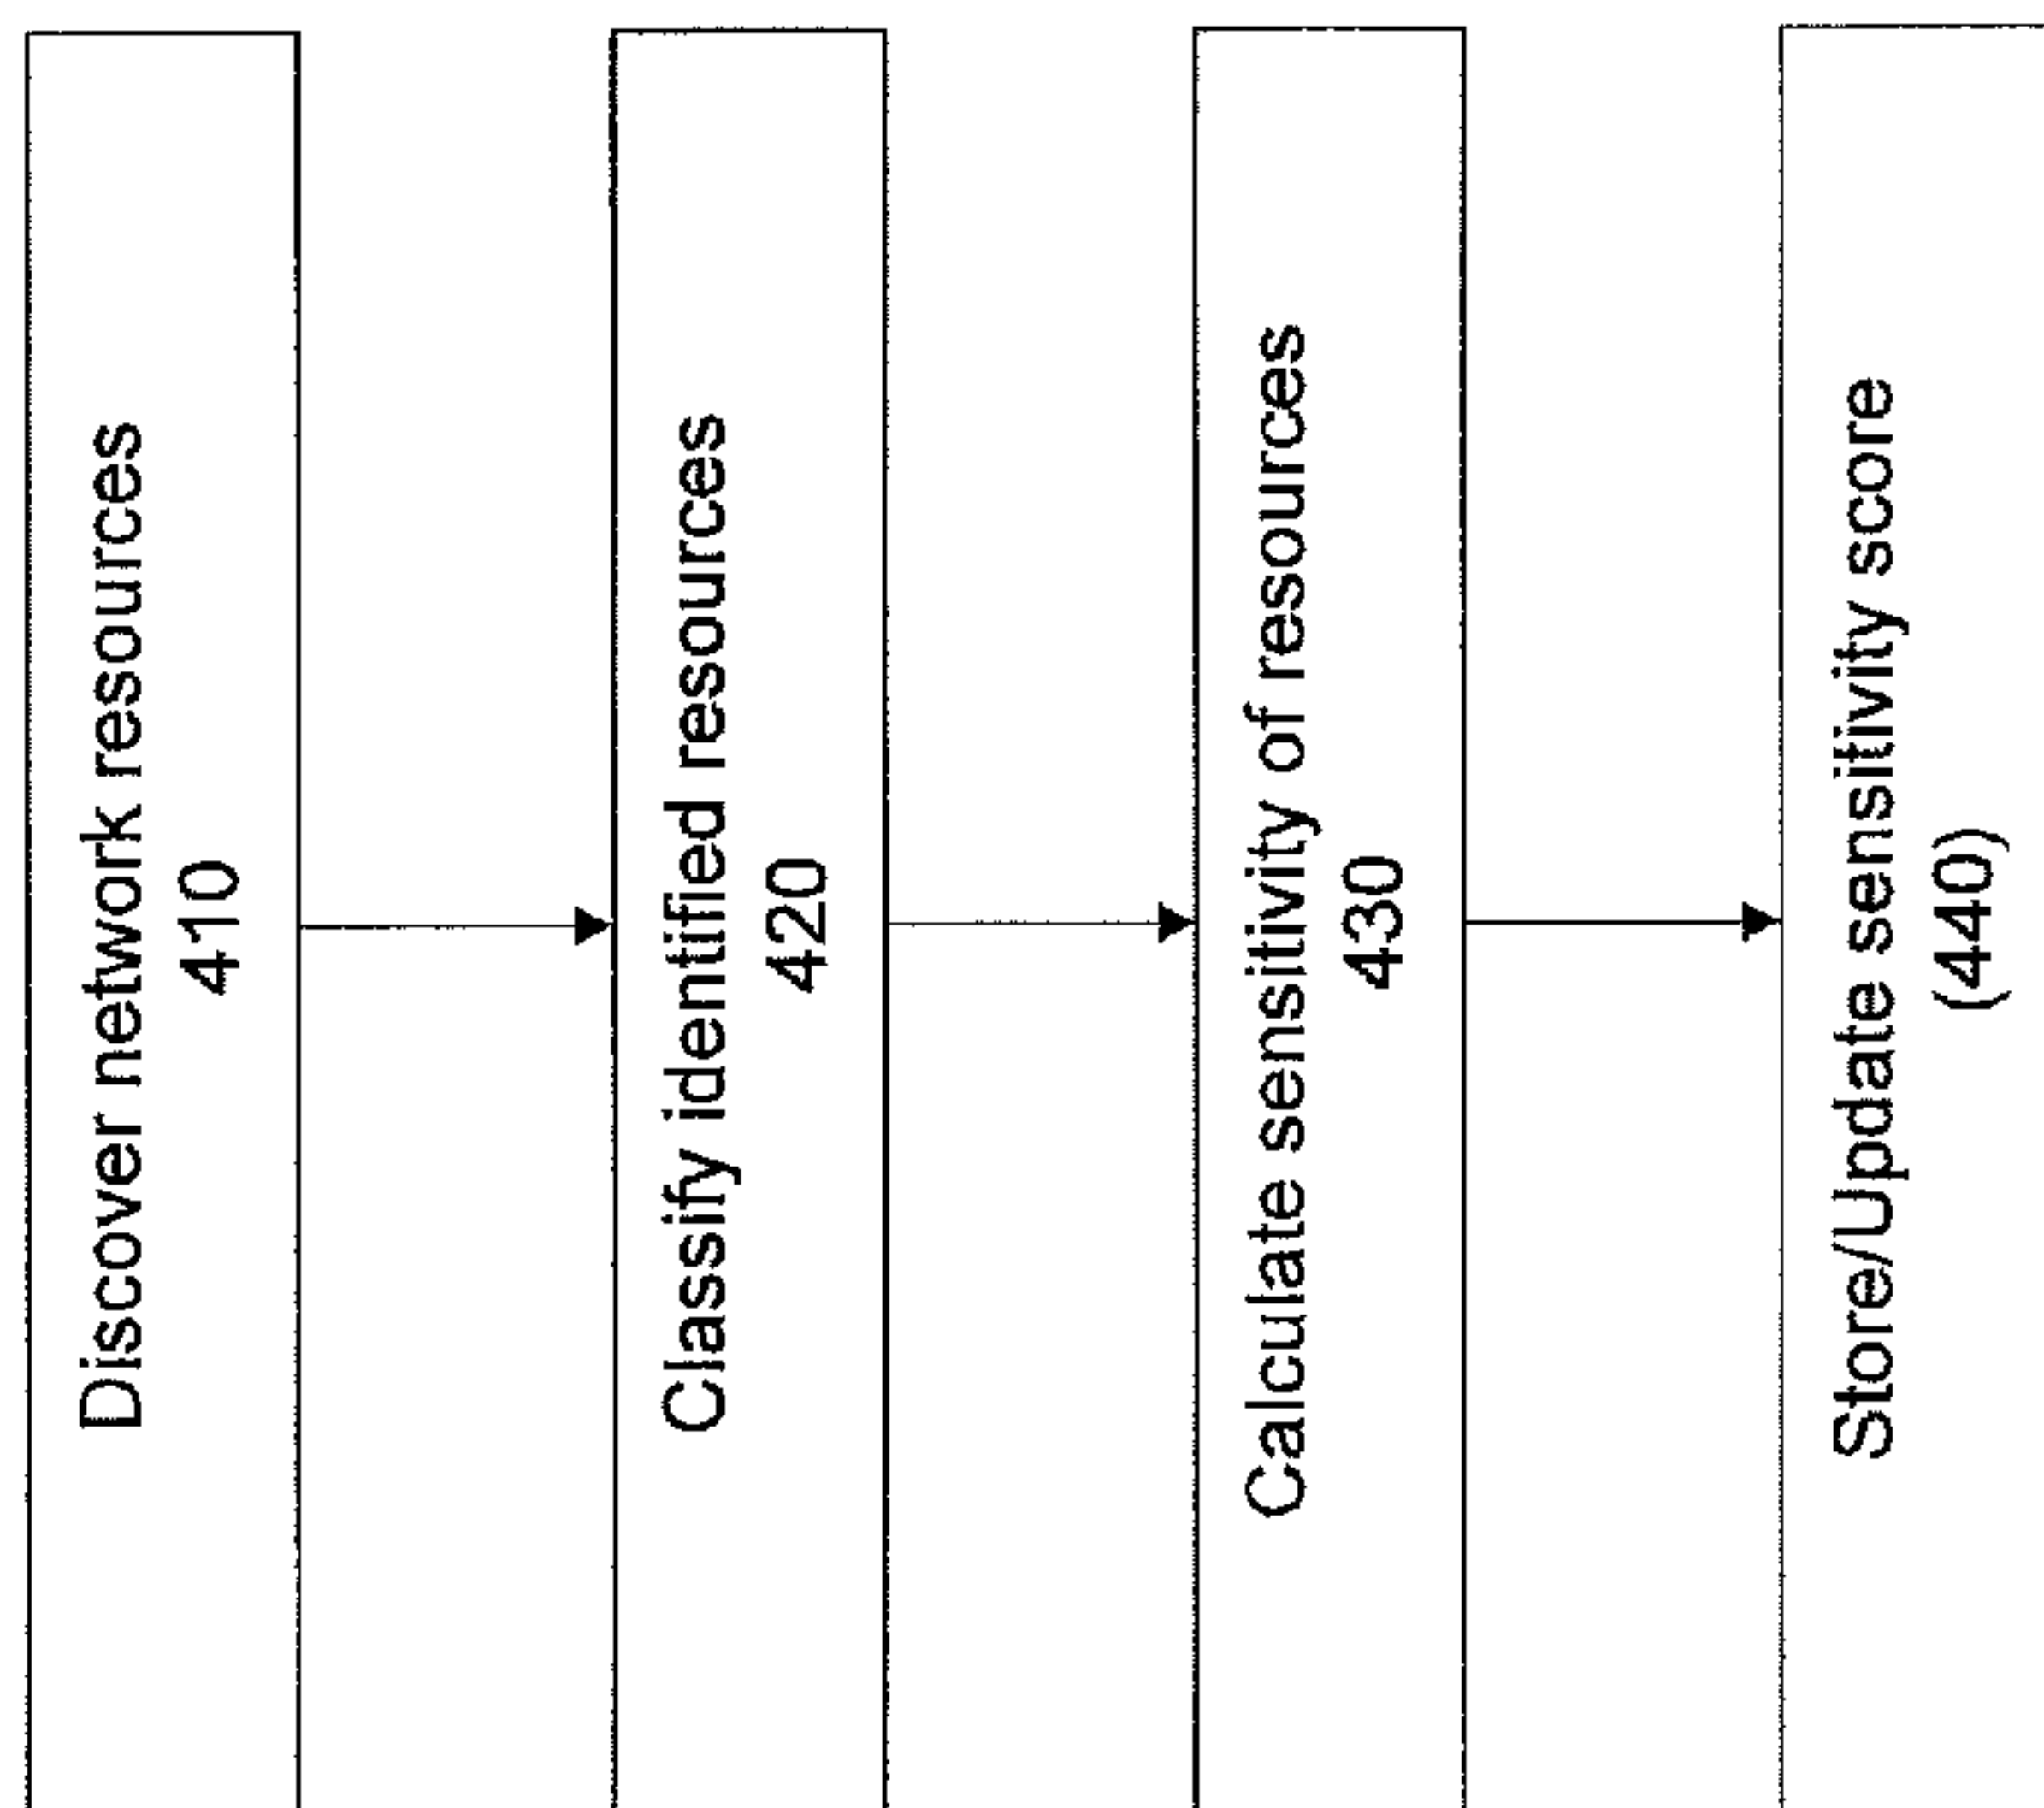 Discover network resources
410
Classify identified resources
420
Calculate sensitivity of resources
430
Store/Update sensitivity score
(440)